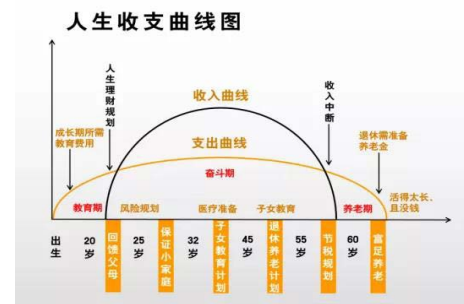 人生收支曲线图
人生理财规划
收入曲线
收入中断
成长期所需
教育费用
支出曲线
退休需准备
养老金
奋斗期
教育期
风险规划
医疗准备
子女教育
养老期
活得太长、
且没钱
出生
20岁
回馈父母
25岁
保证小家庭
32岁
子女教育计划
45岁
退休养老计划
55岁
节税规划
60岁
富足养老